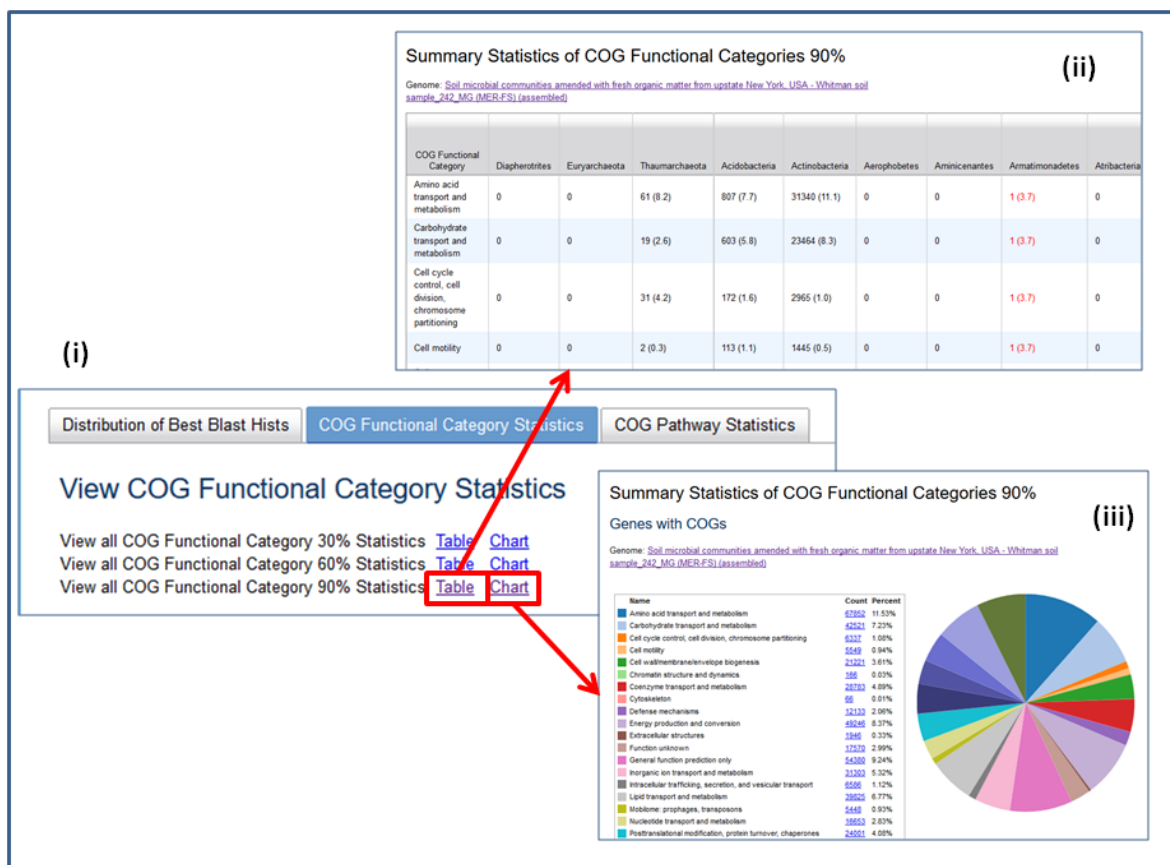 (ii)
Summary Statistics of COG Functional Categories 90%
Genome: Soil microbial communities amended with fresh organic matter from upstate New York, USA - Whitman soil
sample_242_MG (MER-FS) (assembled)
COG Functional Category Diapherotrites Euryarchaeota Thaumarchaeota Acidobacteria Actinobacteria Aerophobetes Aminicenantes Armatimonadetes Atribacteria
Amino acid transport and metabolism 0 0 61 (8.2) 807 (7.7) 31340 (11.1) 0 0 1 (3.7) 0
Carbohydrate transport and metabolism 0 0 19 (2.6) 603 (5.8) 23464 (8.3) 0 0 1 (3.7) 0
Cell cycle control, cell division, chromosome partitioning 0 0 31 (4.2) 172 (1.6) 2965 (1.0) 0 0 1 (3.7) 0
Cell motility 0 0 2 (0.3) 113 (1.1) 1445 (0.5) 0 0 1 (3.7) 0
(i)
Distribution of Best Blast Hists COG Functional Category Statistics COG Pathway Statistics
View COG Functional Category Statistics
View all COG Functional Category 30% Statistics Table Chart
View all COG Functional Category 60% Statistics Table Chart
View all COG Functional Category 90% Statistics Table Chart
(iii)
Summary Statistics of COG Functional Categories 90%
Genes with COGs
Genome: Soil microbial communities amended with fresh organic matter from upstate New York, USA - Whitman soil
sample_242_MG (MER-FS) (assembled)
Name Count Percent
Amino acid transport and metabolism 67852 11.53%
Carbohydrate transport and metabolism 42521 7.23%
Cell cycle control, cell division, chromosome partitioning 6337 1.08%
Cell motility 5549 0.94%
Cell wall/membrane/envelope biogenesis 21221 3.61%
Chromatin structure and dynamics 166 0.03%
Coenzyme transport and metabolism 28783 4.89%
Cytoskeleton 66 0.01%
Defense mechanisms 12133 2.06%
Energy production and conversion 49246 8.37%
Extracellular structures 1946 0.33%
Function unknown 17570 2.99%
General function prediction only 54380 9.24%
Inorganic ion transport and metabolism 31303 5.32%
Intracellular trafficking, secretion, and vesicular transport 6586 1.12%
Lipid transport and metabolism 39825 6.77%
Mobilome: prophages, transposons 5448 0.93%
Nucleotide transport and metabolism 16653 2.83%
Posttranslational modification, protein turnover, chaperones 24001 4.08%